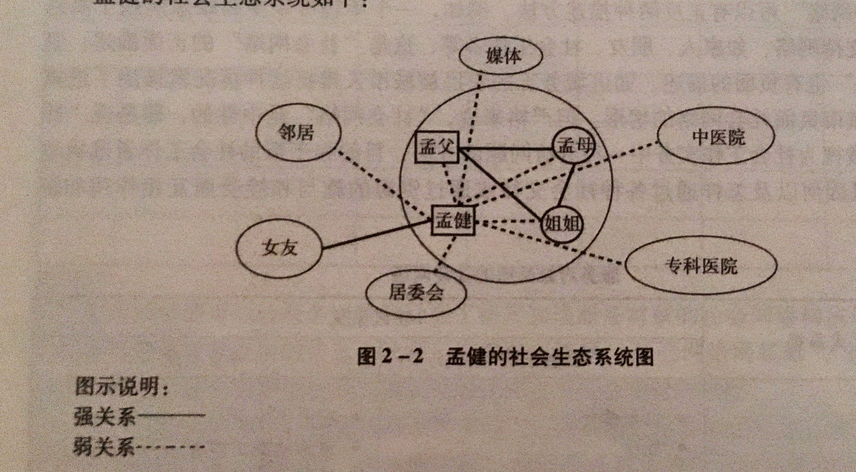 孟健的社会生态系统如下：
媒体
邻居
中医院
孟父
孟母
孟健
姐姐
女友
专科医院
居委会
图2-2 孟健的社会生态系统图
图示说明：
强关系
弱关系